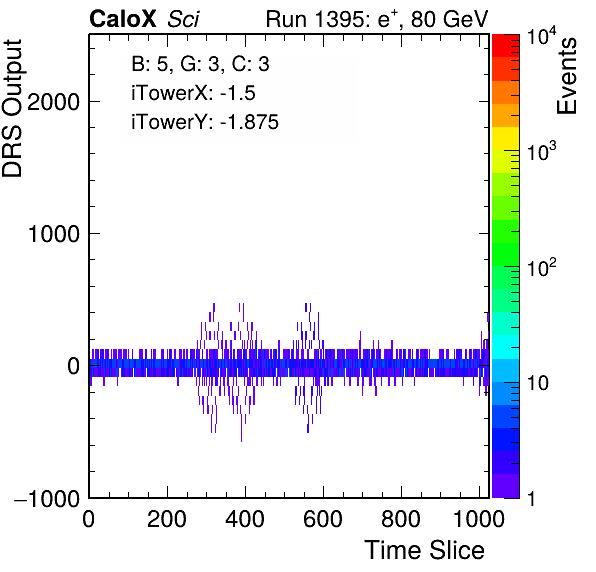 CaloX Sci
Run 1395: e+, 80 GeV
B: 5, G: 3, C: 3
iTowerX: -1.5
iTowerY: -1.875
DRS Output
2000
1000
0
−1000
0 200 400 600 800 1000
Time Slice
Events
10^4
10^3
10^2
10
1